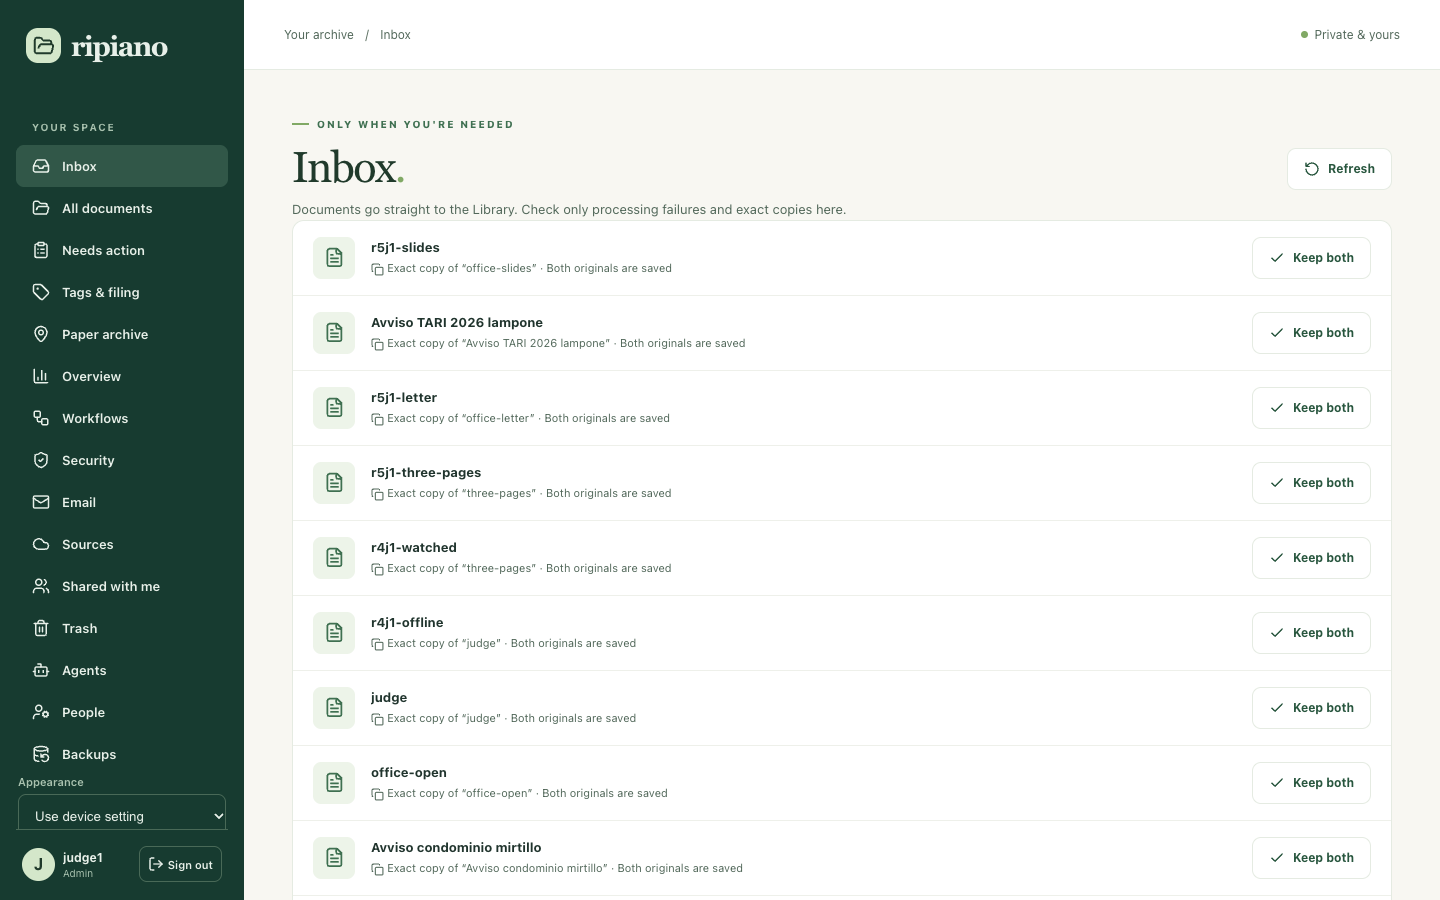 ripiano
YOUR SPACE
Inbox
All documents
Needs action
Tags & filing
Paper archive
Overview
Workflows
Security
Email
Sources
Shared with me
Trash
Agents
People
Backups
Appearance
Use device setting
J
judge1
Admin
Sign out
Your archive / Inbox
Private & yours
ONLY WHEN YOU'RE NEEDED
Inbox.
Refresh
Documents go straight to the Library. Check only processing failures and exact copies here.
r5j1-slides
Exact copy of “office-slides” · Both originals are saved
Keep both
Avviso TARI 2026 lampone
Exact copy of “Avviso TARI 2026 lampone” · Both originals are saved
Keep both
r5j1-letter
Exact copy of “office-letter” · Both originals are saved
Keep both
r5j1-three-pages
Exact copy of “three-pages” · Both originals are saved
Keep both
r4j1-watched
Exact copy of “three-pages” · Both originals are saved
Keep both
r4j1-offline
Exact copy of “judge” · Both originals are saved
Keep both
judge
Exact copy of “judge” · Both originals are saved
Keep both
office-open
Exact copy of “office-open” · Both originals are saved
Keep both
Avviso condominio mirtillo
Exact copy of “Avviso condominio mirtillo” · Both originals are saved
Keep both